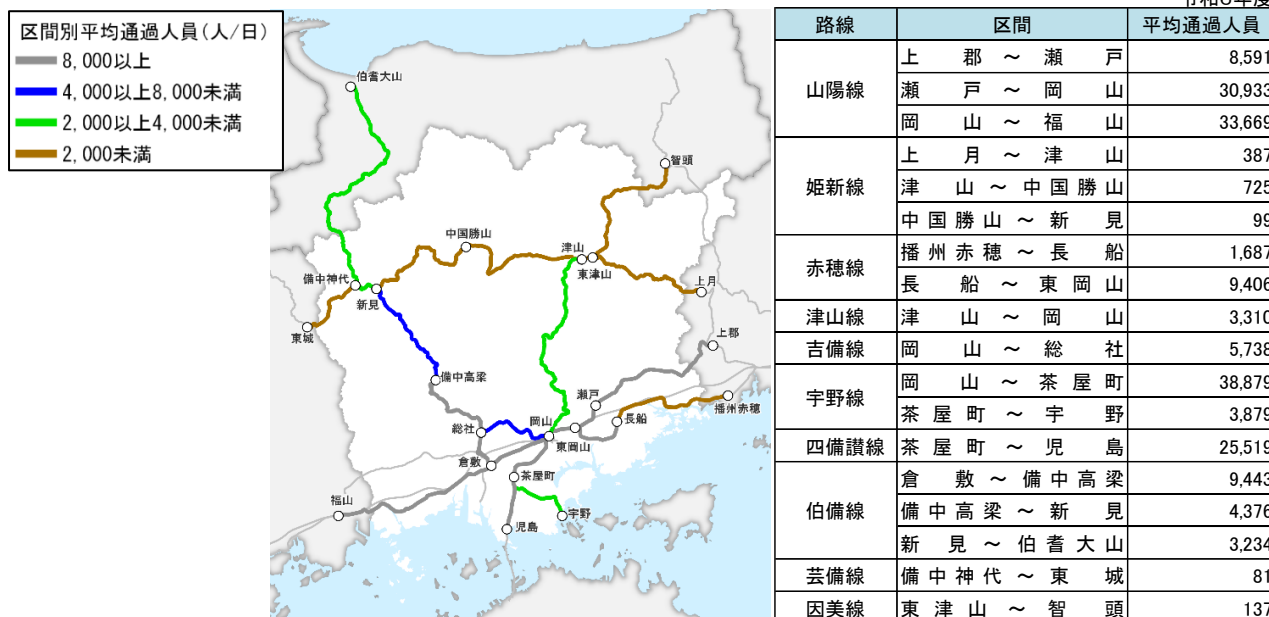 区間別平均通過人員(人/日)
8,000以上
4,000以上8,000未満
2,000以上4,000未満
2,000未満
伯耆大山
智頭
中国勝山
津山
東津山
備中神代
新見
上月
東城
上郡
備中高梁
瀬戸
播州赤穂
長船
岡山
総社
東岡山
倉敷
茶屋町
福山
宇野
児島
路線 区間 平均通過人員
山陽線 上郡～瀬戸 8,591
瀬戸～岡山 30,933
岡山～福山 33,669
姫新線 上月～津山 387
津山～中国勝山 725
中国勝山～新見 99
赤穂線 播州赤穂～長船 1,687
長船～東岡山 9,406
津山線 津山～岡山 3,310
吉備線 岡山～総社 5,738
宇野線 岡山～茶屋町 38,879
茶屋町～宇野 3,879
四備讃線 茶屋町～児島 25,519
伯備線 倉敷～備中高梁 9,443
備中高梁～新見 4,376
新見～伯耆大山 3,234
芸備線 備中神代～東城 81
因美線 東津山～智頭 137